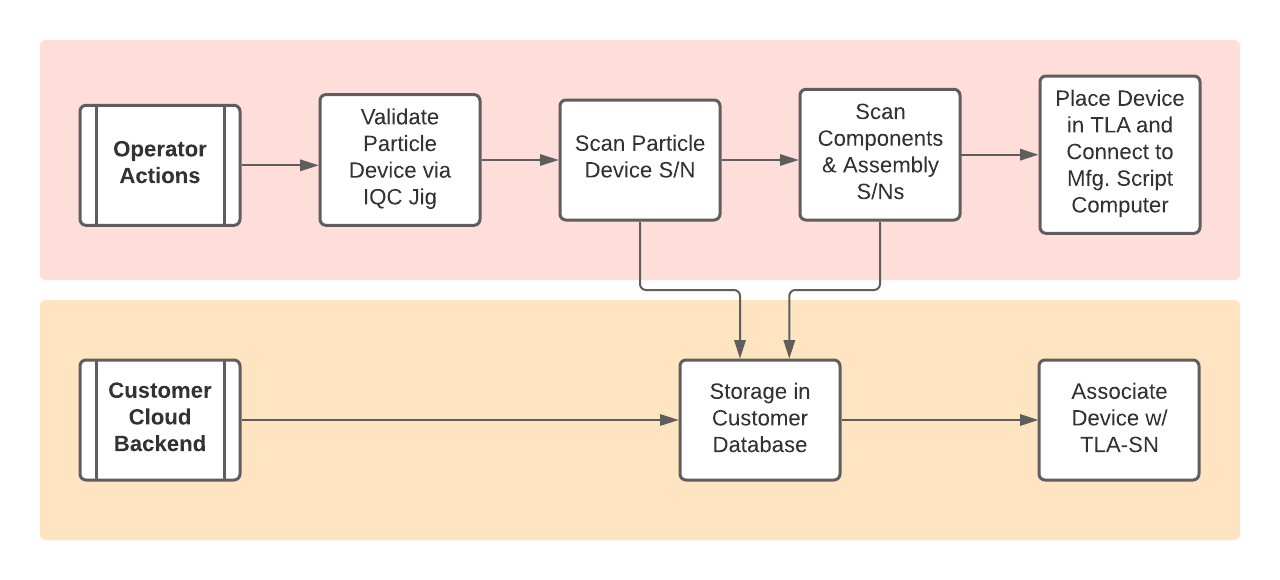 Operator
Actions
Validate
Particle
Device via
IQC Jig
Scan Particle
Device S/N
Scan
Components
& Assembly
S/Ns
Place Device
in TLA and
Connect to
Mfg. Script
Computer
Customer
Cloud
Backend
Storage in
Customer
Database
Associate
Device w/
TLA-SN